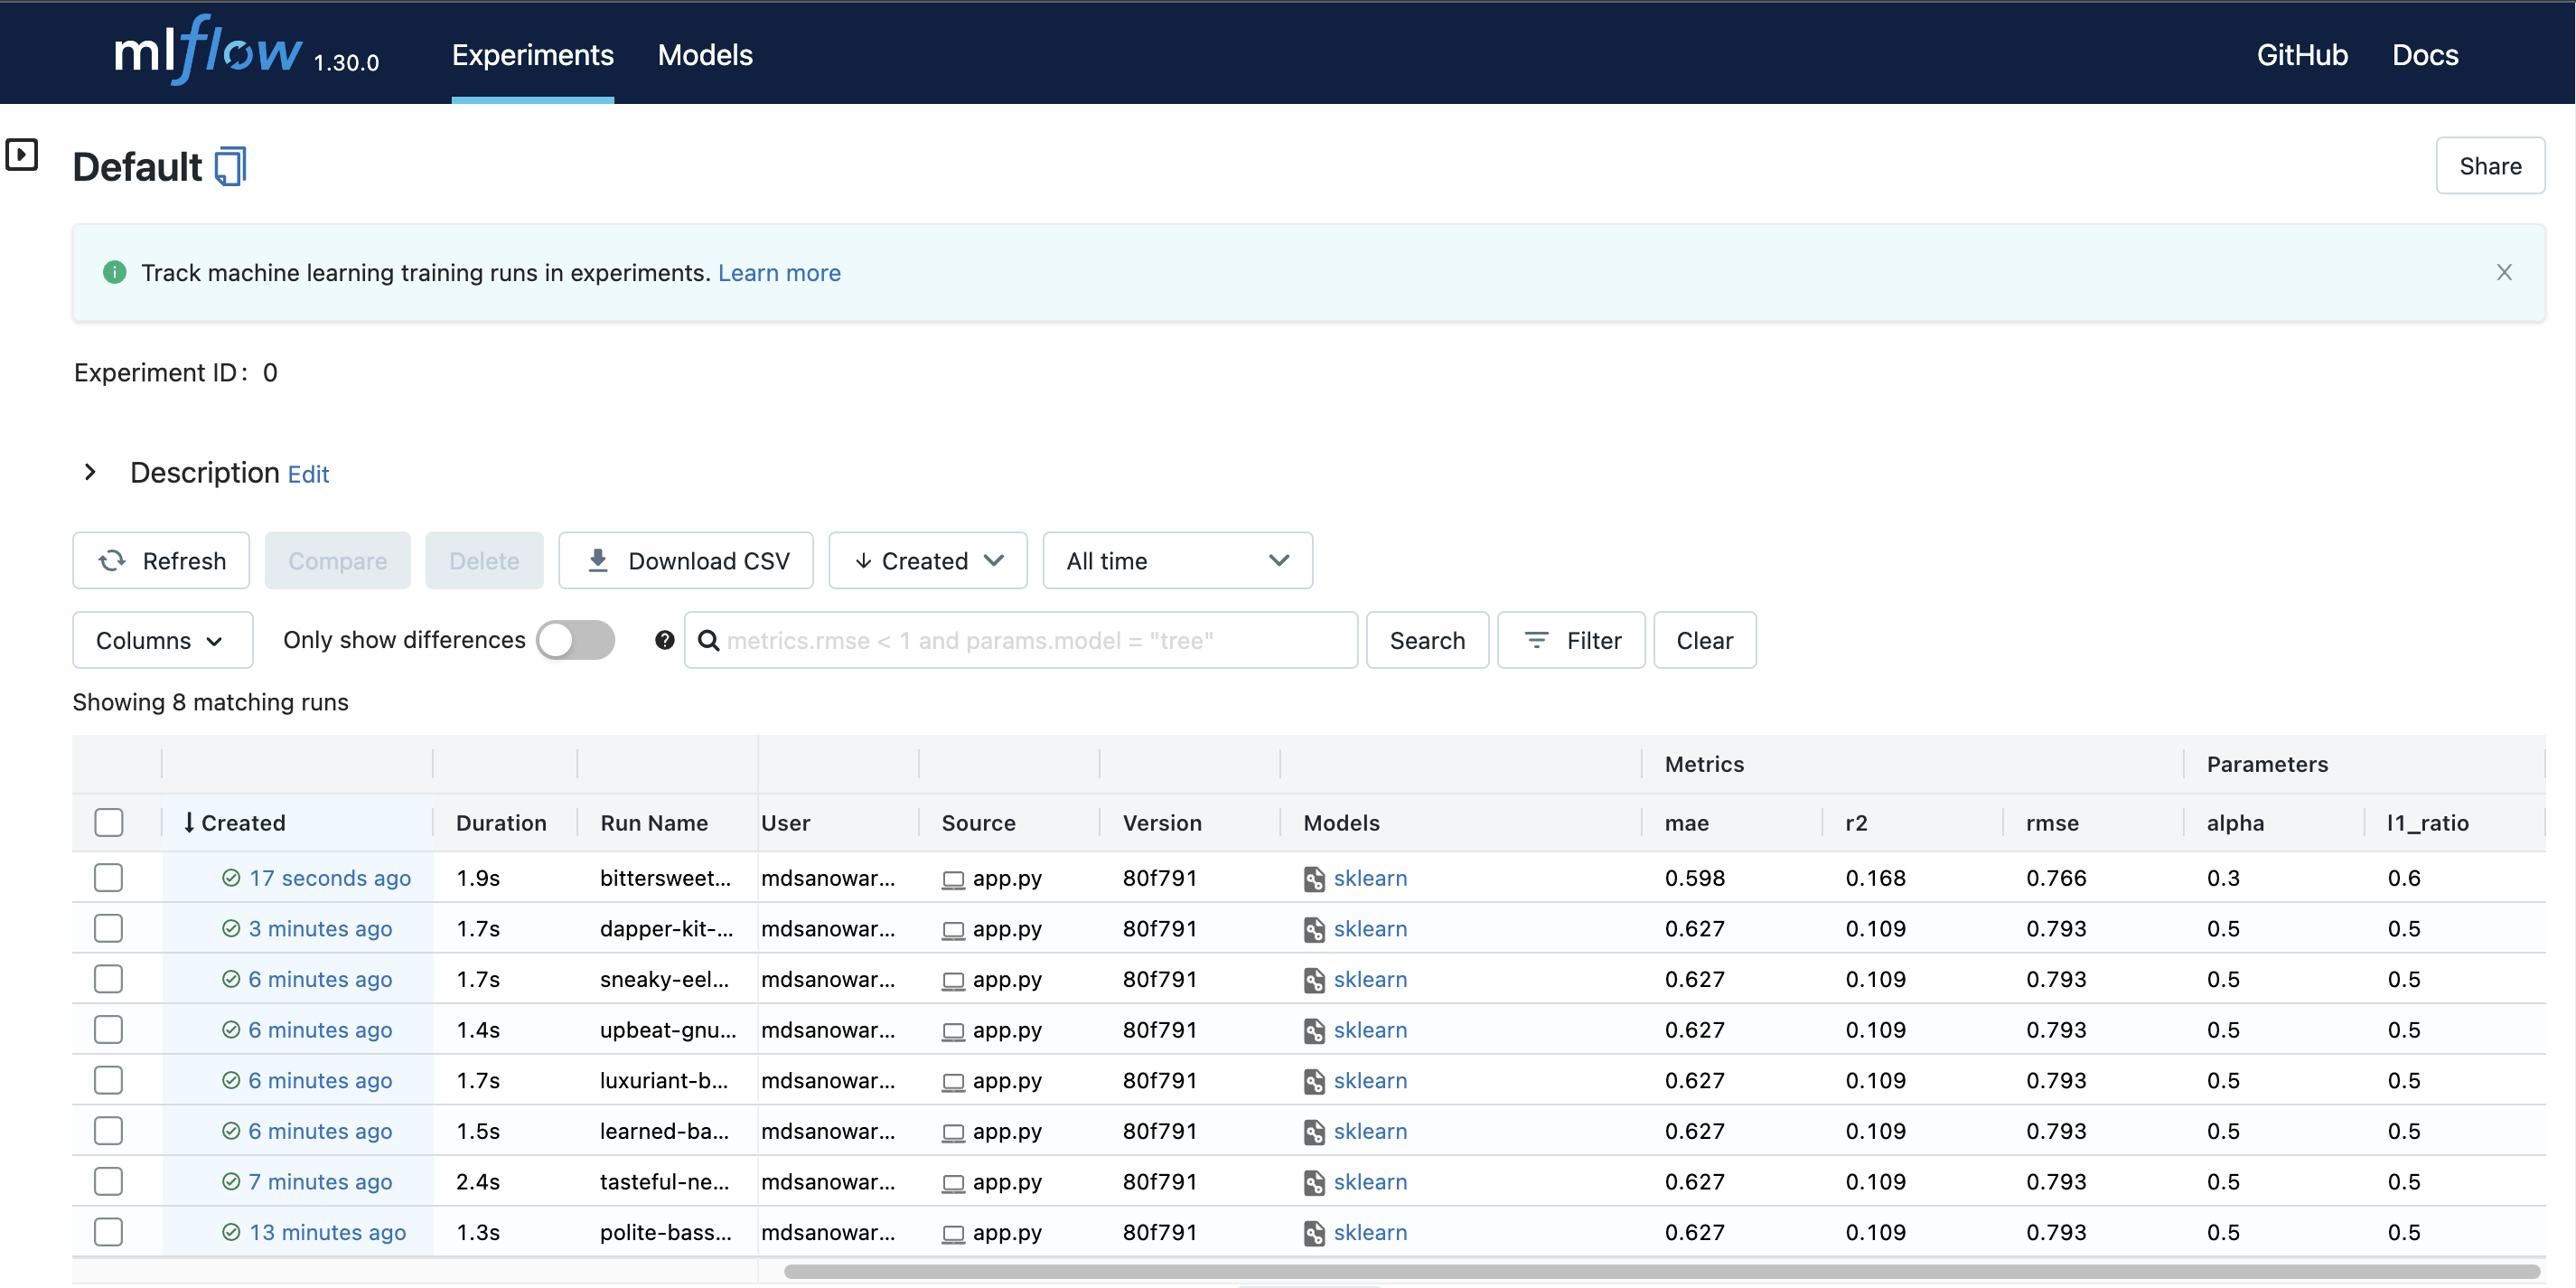 mlflow 1.30.0 Experiments Models GitHub Docs
Default Share
Track machine learning training runs in experiments. Learn more
Experiment ID: 0
Description Edit
Refresh Compare Delete Download CSV ↓ Created All time
Columns Only show differences metrics.rmse < 1 and params.model = "tree" Search Filter Clear
Showing 8 matching runs
Metrics Parameters
↓ Created Duration Run Name User Source Version Models mae r2 rmse alpha l1_ratio
17 seconds ago 1.9s bittersweet... mdsanowar... app.py 80f791 sklearn 0.598 0.168 0.766 0.3 0.6
3 minutes ago 1.7s dapper-kit-... mdsanowar... app.py 80f791 sklearn 0.627 0.109 0.793 0.5 0.5
6 minutes ago 1.7s sneaky-eel... mdsanowar... app.py 80f791 sklearn 0.627 0.109 0.793 0.5 0.5
6 minutes ago 1.4s upbeat-gnu... mdsanowar... app.py 80f791 sklearn 0.627 0.109 0.793 0.5 0.5
6 minutes ago 1.7s luxuriant-b... mdsanowar... app.py 80f791 sklearn 0.627 0.109 0.793 0.5 0.5
6 minutes ago 1.5s learned-ba... mdsanowar... app.py 80f791 sklearn 0.627 0.109 0.793 0.5 0.5
7 minutes ago 2.4s tasteful-ne... mdsanowar... app.py 80f791 sklearn 0.627 0.109 0.793 0.5 0.5
13 minutes ago 1.3s polite-bass... mdsanowar... app.py 80f791 sklearn 0.627 0.109 0.793 0.5 0.5